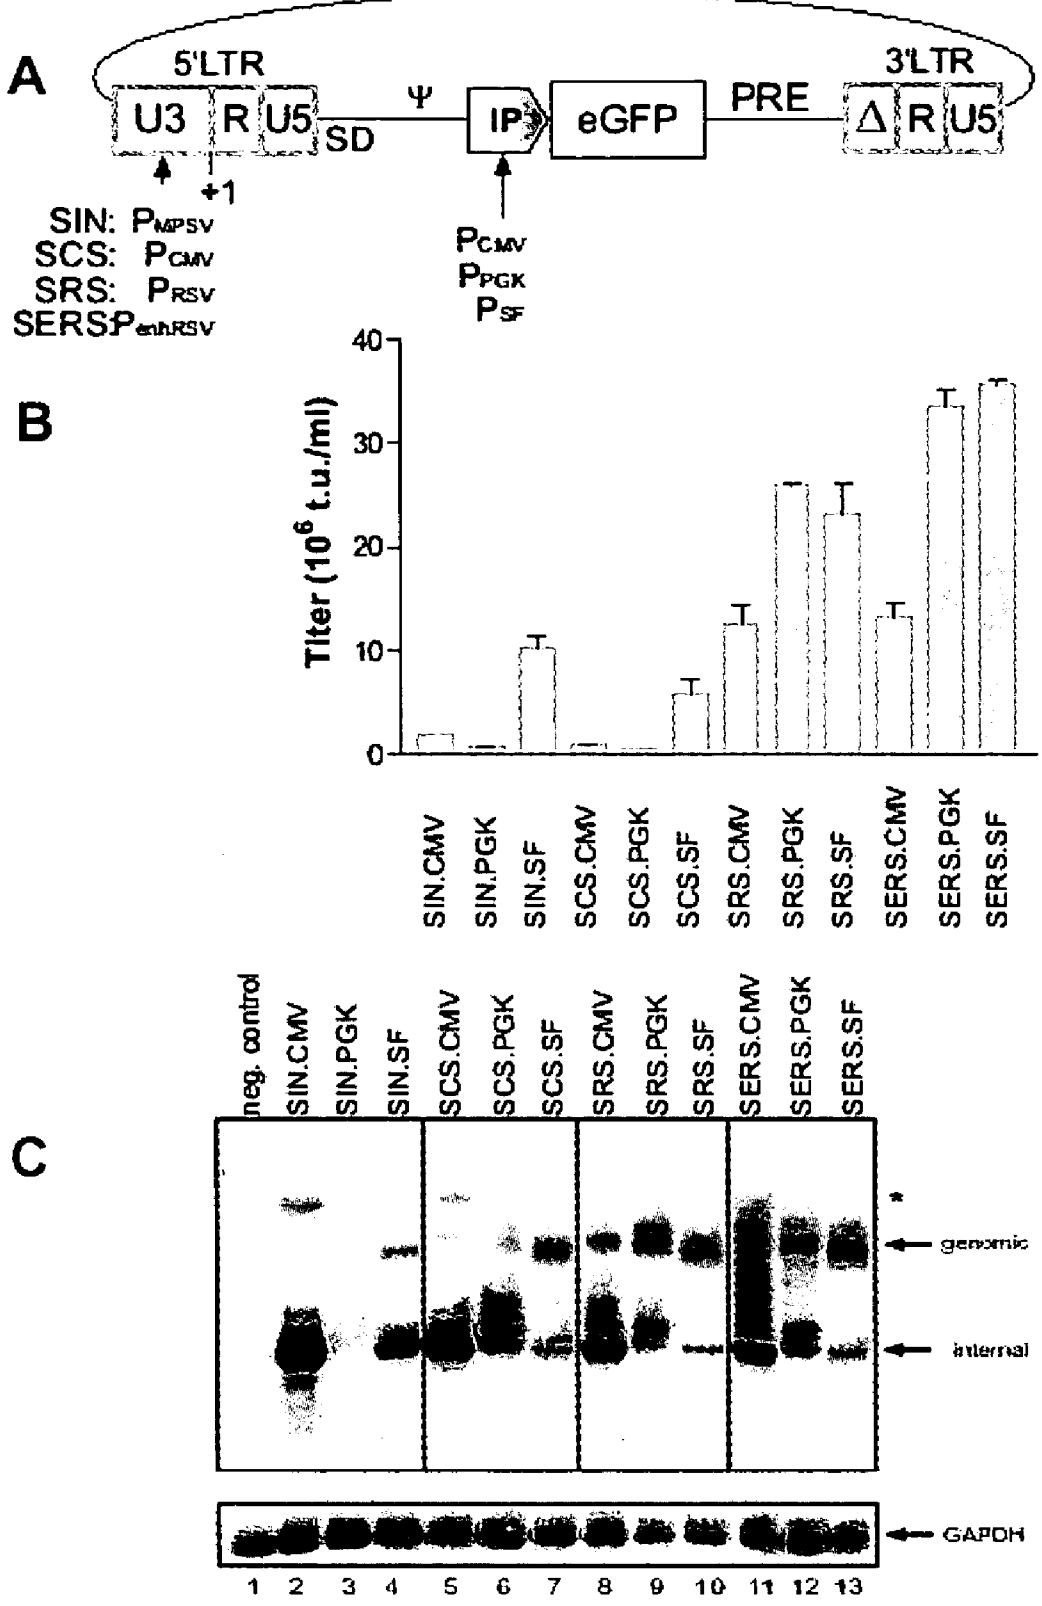 A
5'LTR
3'LTR
U3 R U5
SD
Ψ
IP
eGFP
PRE
Δ R U5
+1
SIN: PMPSV
SCS: PCMV
SRS: PRSV
SERS:PenhRSV
PCMV
PPGK
PSF
B
Titer (10⁶ t.u./ml)
40
30
20
10
0
SIN.CMV
SIN.PGK
SIN.SF
SCS.CMV
SCS.PGK
SCS.SF
SRS.CMV
SRS.PGK
SRS.SF
SERS.CMV
SERS.PGK
SERS.SF
C
neg. control
SIN.CMV
SIN.PGK
SIN.SF
SCS.CMV
SCS.PGK
SCS.SF
SRS.CMV
SRS.PGK
SRS.SF
SERS.CMV
SERS.PGK
SERS.SF
*
genomic
internal
GAPDH
1 2 3 4 5 6 7 8 9 10 11 12 13